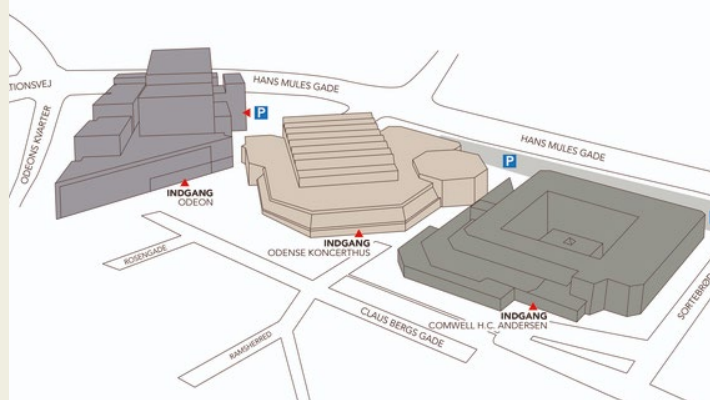 TIONSVEJ
HANS MULES GADE
P
ODEONS KVARTER
HANS MULES GADE
P
INDGANG
ODEON
INDGANG
ODENSE KONCERTHUS
ROSENGADE
SORTEBRØ
INDGANG
COMWELL H.C. ANDERSEN
CLAUS BERGS GADE
RAMSHERRED